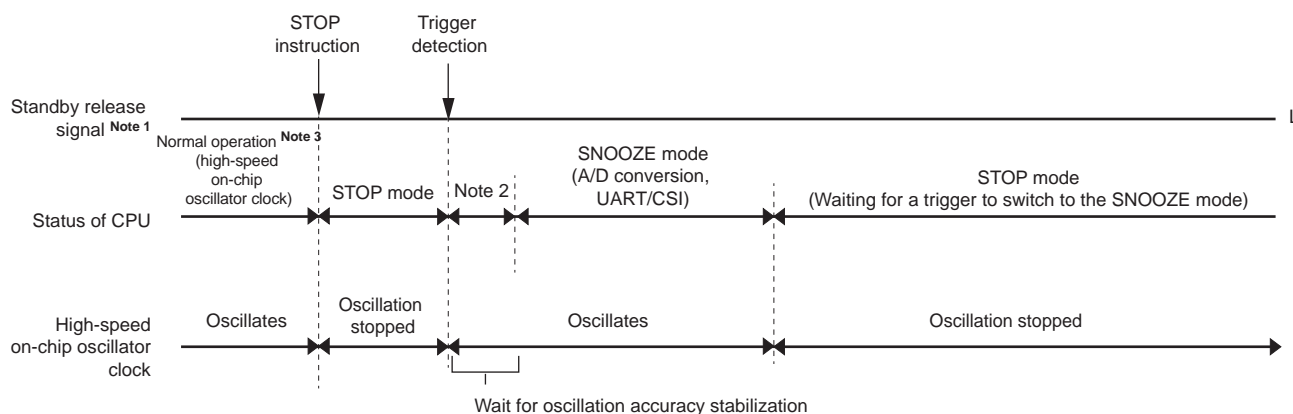 STOP
instruction
Trigger
detection
Standby release
signal Note 1
L
Normal operation Note 3
(high-speed
on-chip
oscillator clock)
STOP mode
Note 2
SNOOZE mode
(A/D conversion,
UART/CSI)
STOP mode
(Waiting for a trigger to switch to the SNOOZE mode)
Status of CPU
High-speed
on-chip oscillator
clock
Oscillates
Oscillation
stopped
Oscillates
Oscillation stopped
Wait for oscillation accuracy stabilization